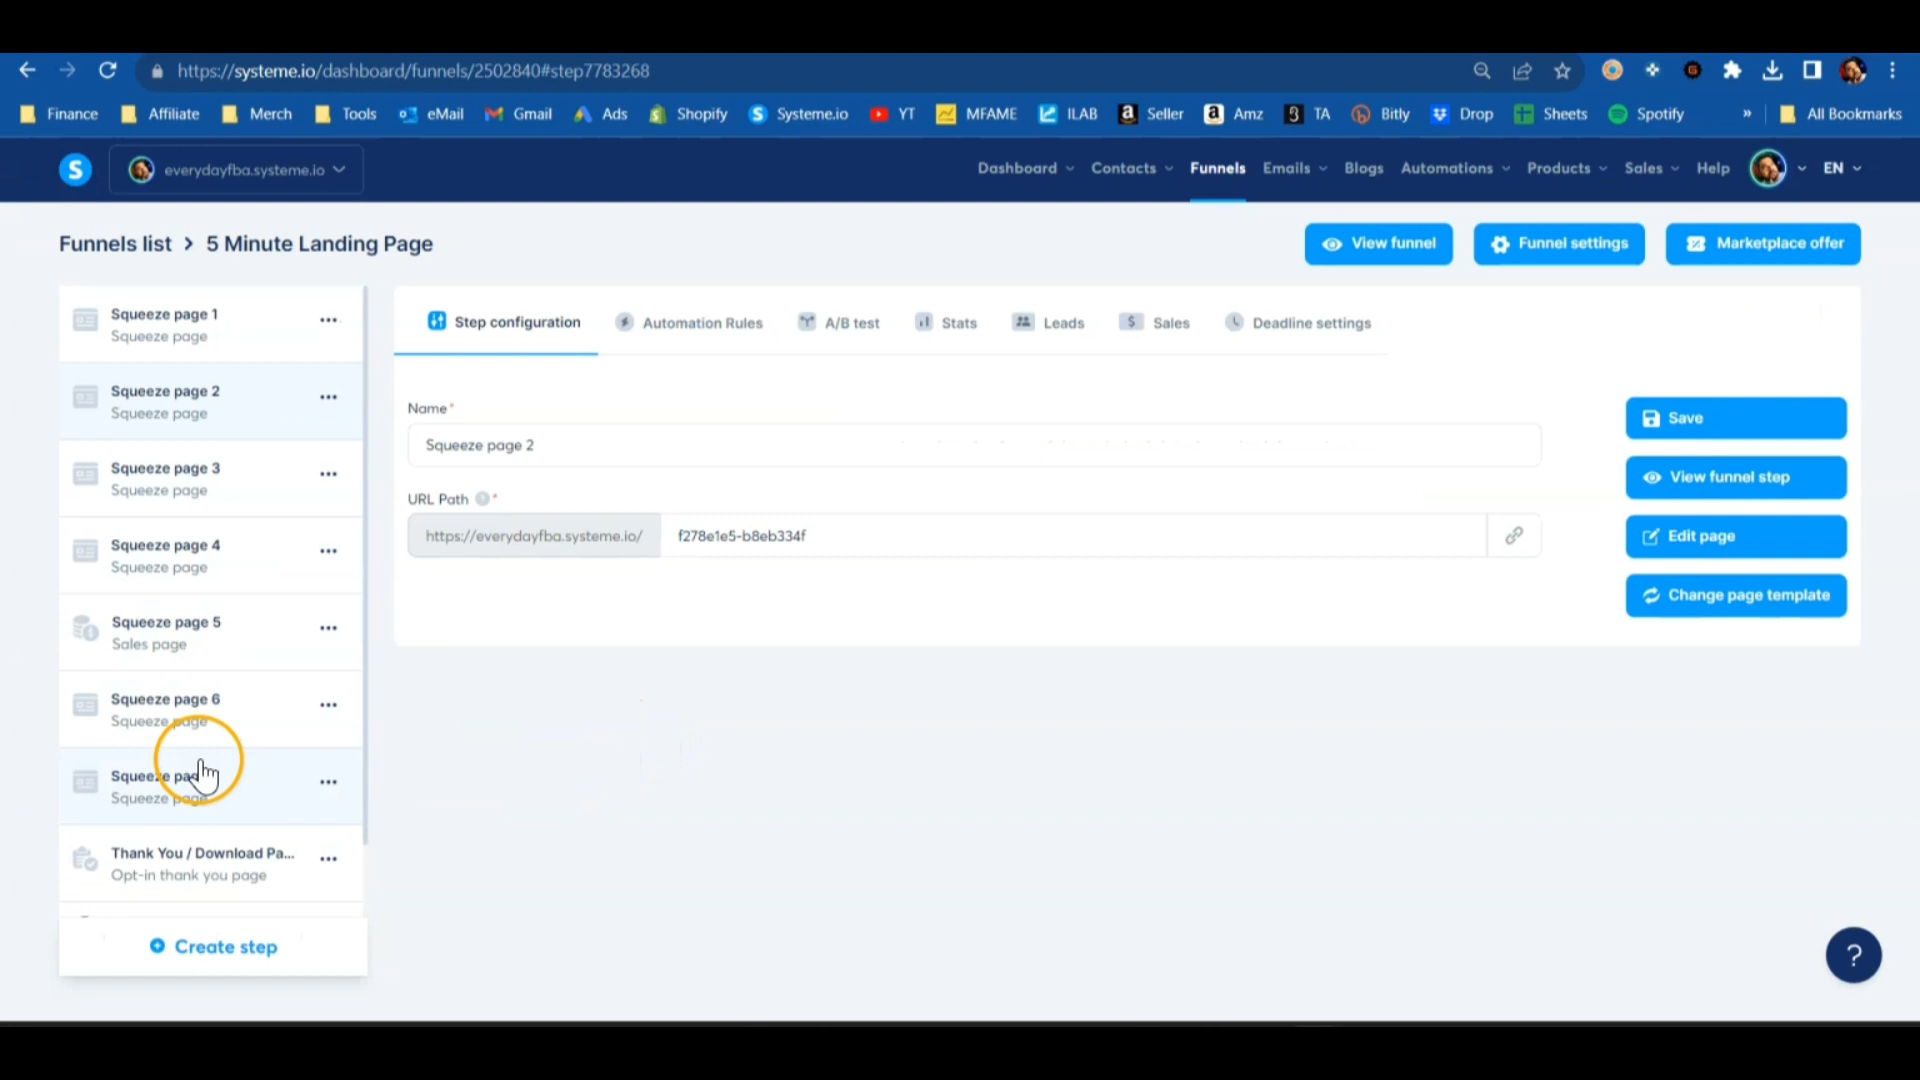 https://systeme.io/dashboard/funnels/2502840#step7783268
Finance Affiliate Merch Tools eMail Gmail Ads Shopify Systeme.io YT MFAME ILAB Seller Amz TA Bitly Drop Sheets Spotify » All Bookmarks
S everydayfba.systeme.io Dashboard Contacts Funnels Emails Blogs Automations Products Sales Help EN
Funnels list > 5 Minute Landing Page View funnel Funnel settings Marketplace offer
Squeeze page 1
Squeeze page
Squeeze page 2
Squeeze page
Squeeze page 3
Squeeze page
Squeeze page 4
Squeeze page
Squeeze page 5
Sales page
Squeeze page 6
Squeeze page
Squeeze pa
Squeeze page
Thank You / Download Pa...
Opt-in thank you page
Create step
Step configuration Automation Rules A/B test Stats Leads Sales Deadline settings
Name*
Squeeze page 2
URL Path *
https://everydayfba.systeme.io/ f278e1e5-b8eb334f
Save
View funnel step
Edit page
Change page template
?